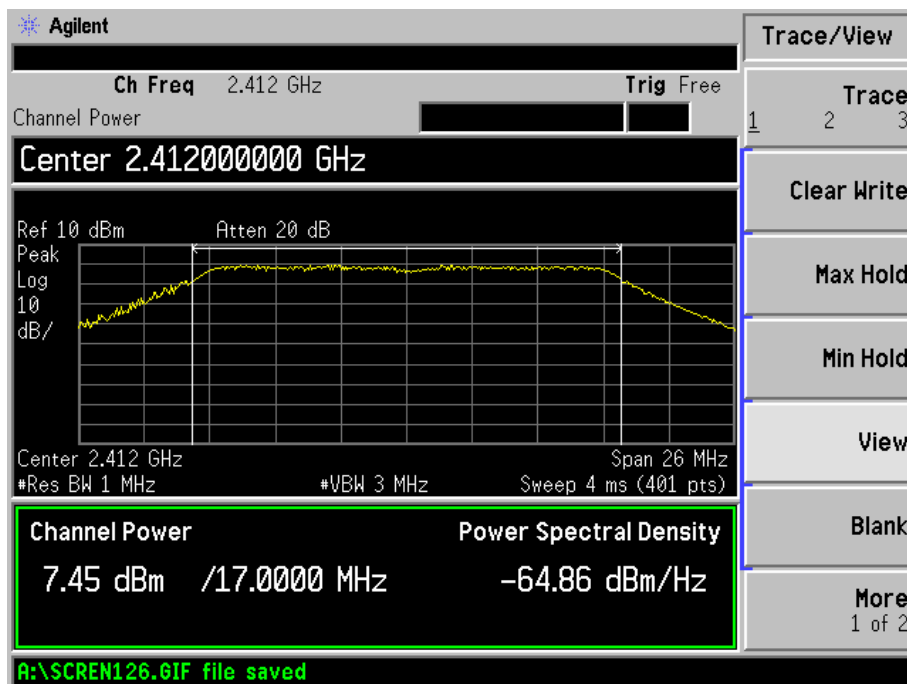 Agilent
Ch Freq 2.412 GHz Trig Free
Channel Power
Center 2.412000000 GHz
Ref 10 dBm Atten 20 dB
Peak
Log
10
dB/
Center 2.412 GHz Span 26 MHz
#Res BW 1 MHz #VBW 3 MHz Sweep 4 ms (401 pts)
Channel Power Power Spectral Density
7.45 dBm /17.0000 MHz -64.86 dBm/Hz
A:\SCREN126.GIF file saved
Trace/View
Trace
1 2 3
Clear Write
Max Hold
Min Hold
View
Blank
More
1 of 2